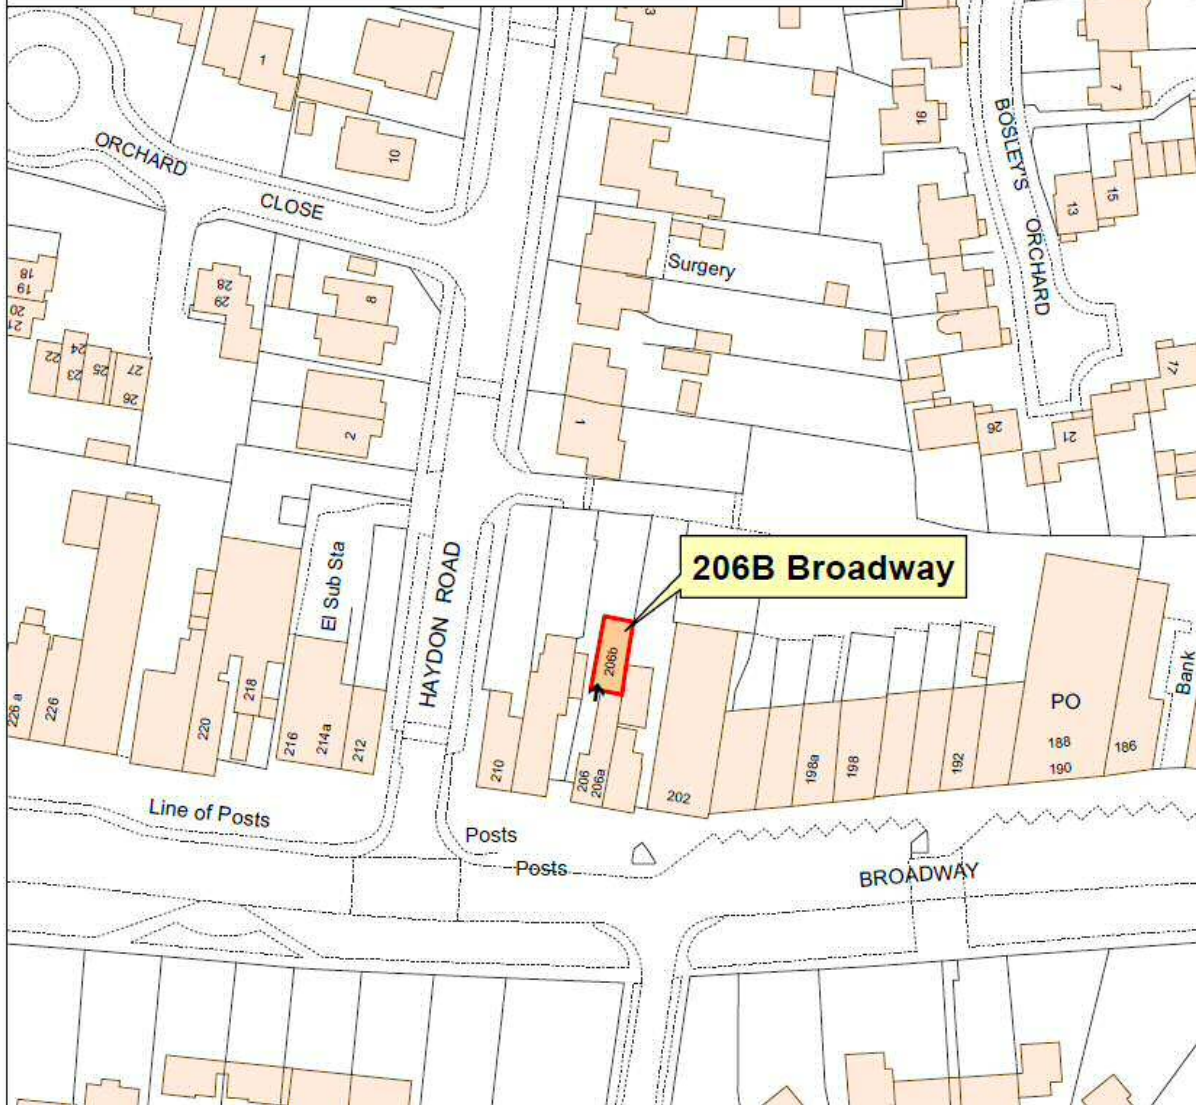 3
1
10
ORCHARD
CLOSE
16
BOSLEY'S
ORCHARD
7
13
15
Surgery
18
19
20
21
28
29
8
22
24
23
25
27
26
2
1
17
26
21
El Sub Sta
HAYDON ROAD
206B Broadway
206b
226 a
226
220
218
216
214a
212
210
206
206a
202
198a
198
192
PO
188
190
186
Bank
Line of Posts
Posts
Posts
BROADWAY